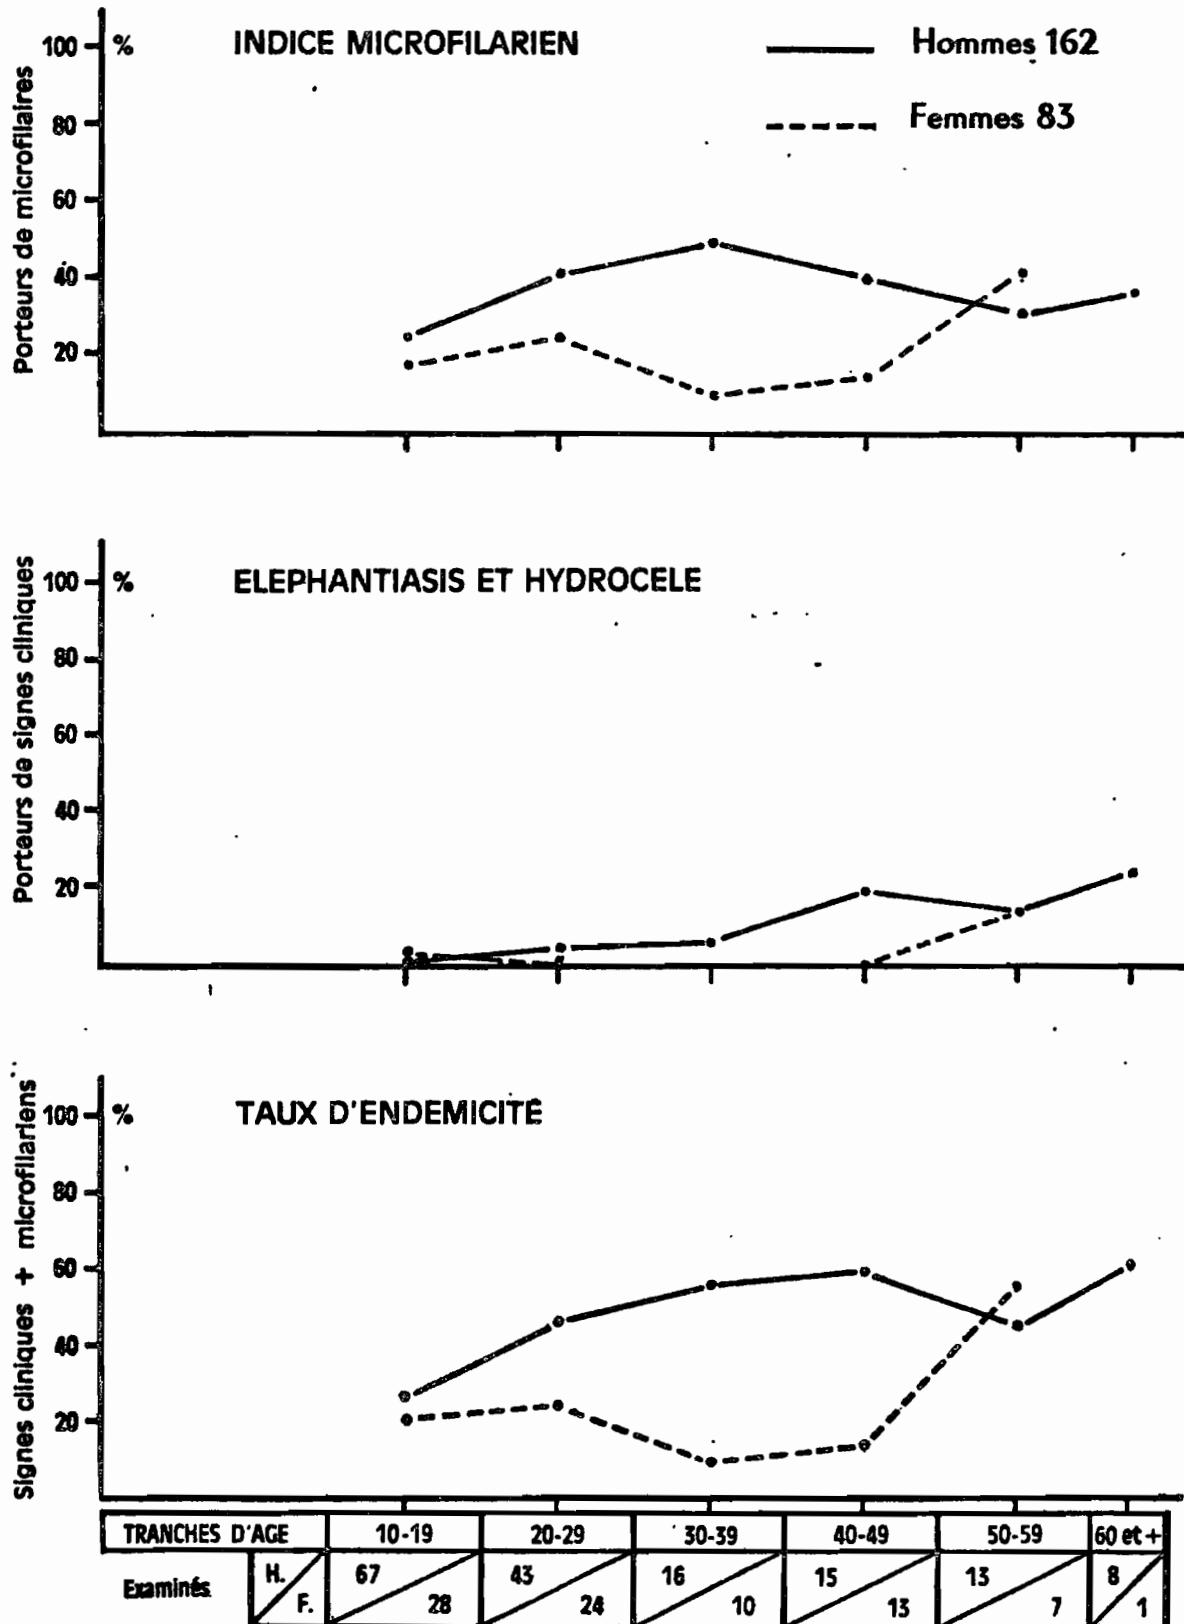 INDICE MICROFILARIEN
Hommes 162
Femmes 83
Porteurs de microfilaires
100 %
80
60
40
20
ELEPHANTIASIS ET HYDROCELE
Porteurs de signes cliniques
100 %
80
60
40
20
TAUX D'ENDEMICITÉ
Signes cliniques + microfilariens
100 %
80
60
40
20
TRANCHES D'AGE 10-19 20-29 30-39 40-49 50-59 60 et +
Examinés H. 67 43 16 15 13 8
F. 28 24 10 13 7 1